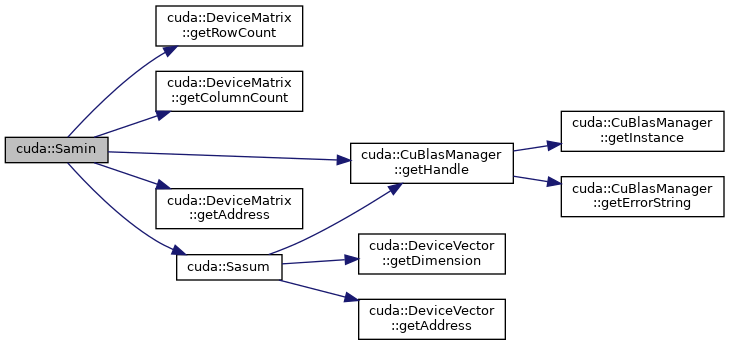 cuda::DeviceMatrix
::getRowCount
cuda::DeviceMatrix
::getColumnCount
cuda::Samin
cuda::CuBlasManager
::getHandle
cuda::CuBlasManager
::getInstance
cuda::CuBlasManager
::getErrorString
cuda::DeviceMatrix
::getAddress
cuda::Sasum
cuda::DeviceVector
::getDimension
cuda::DeviceVector
::getAddress